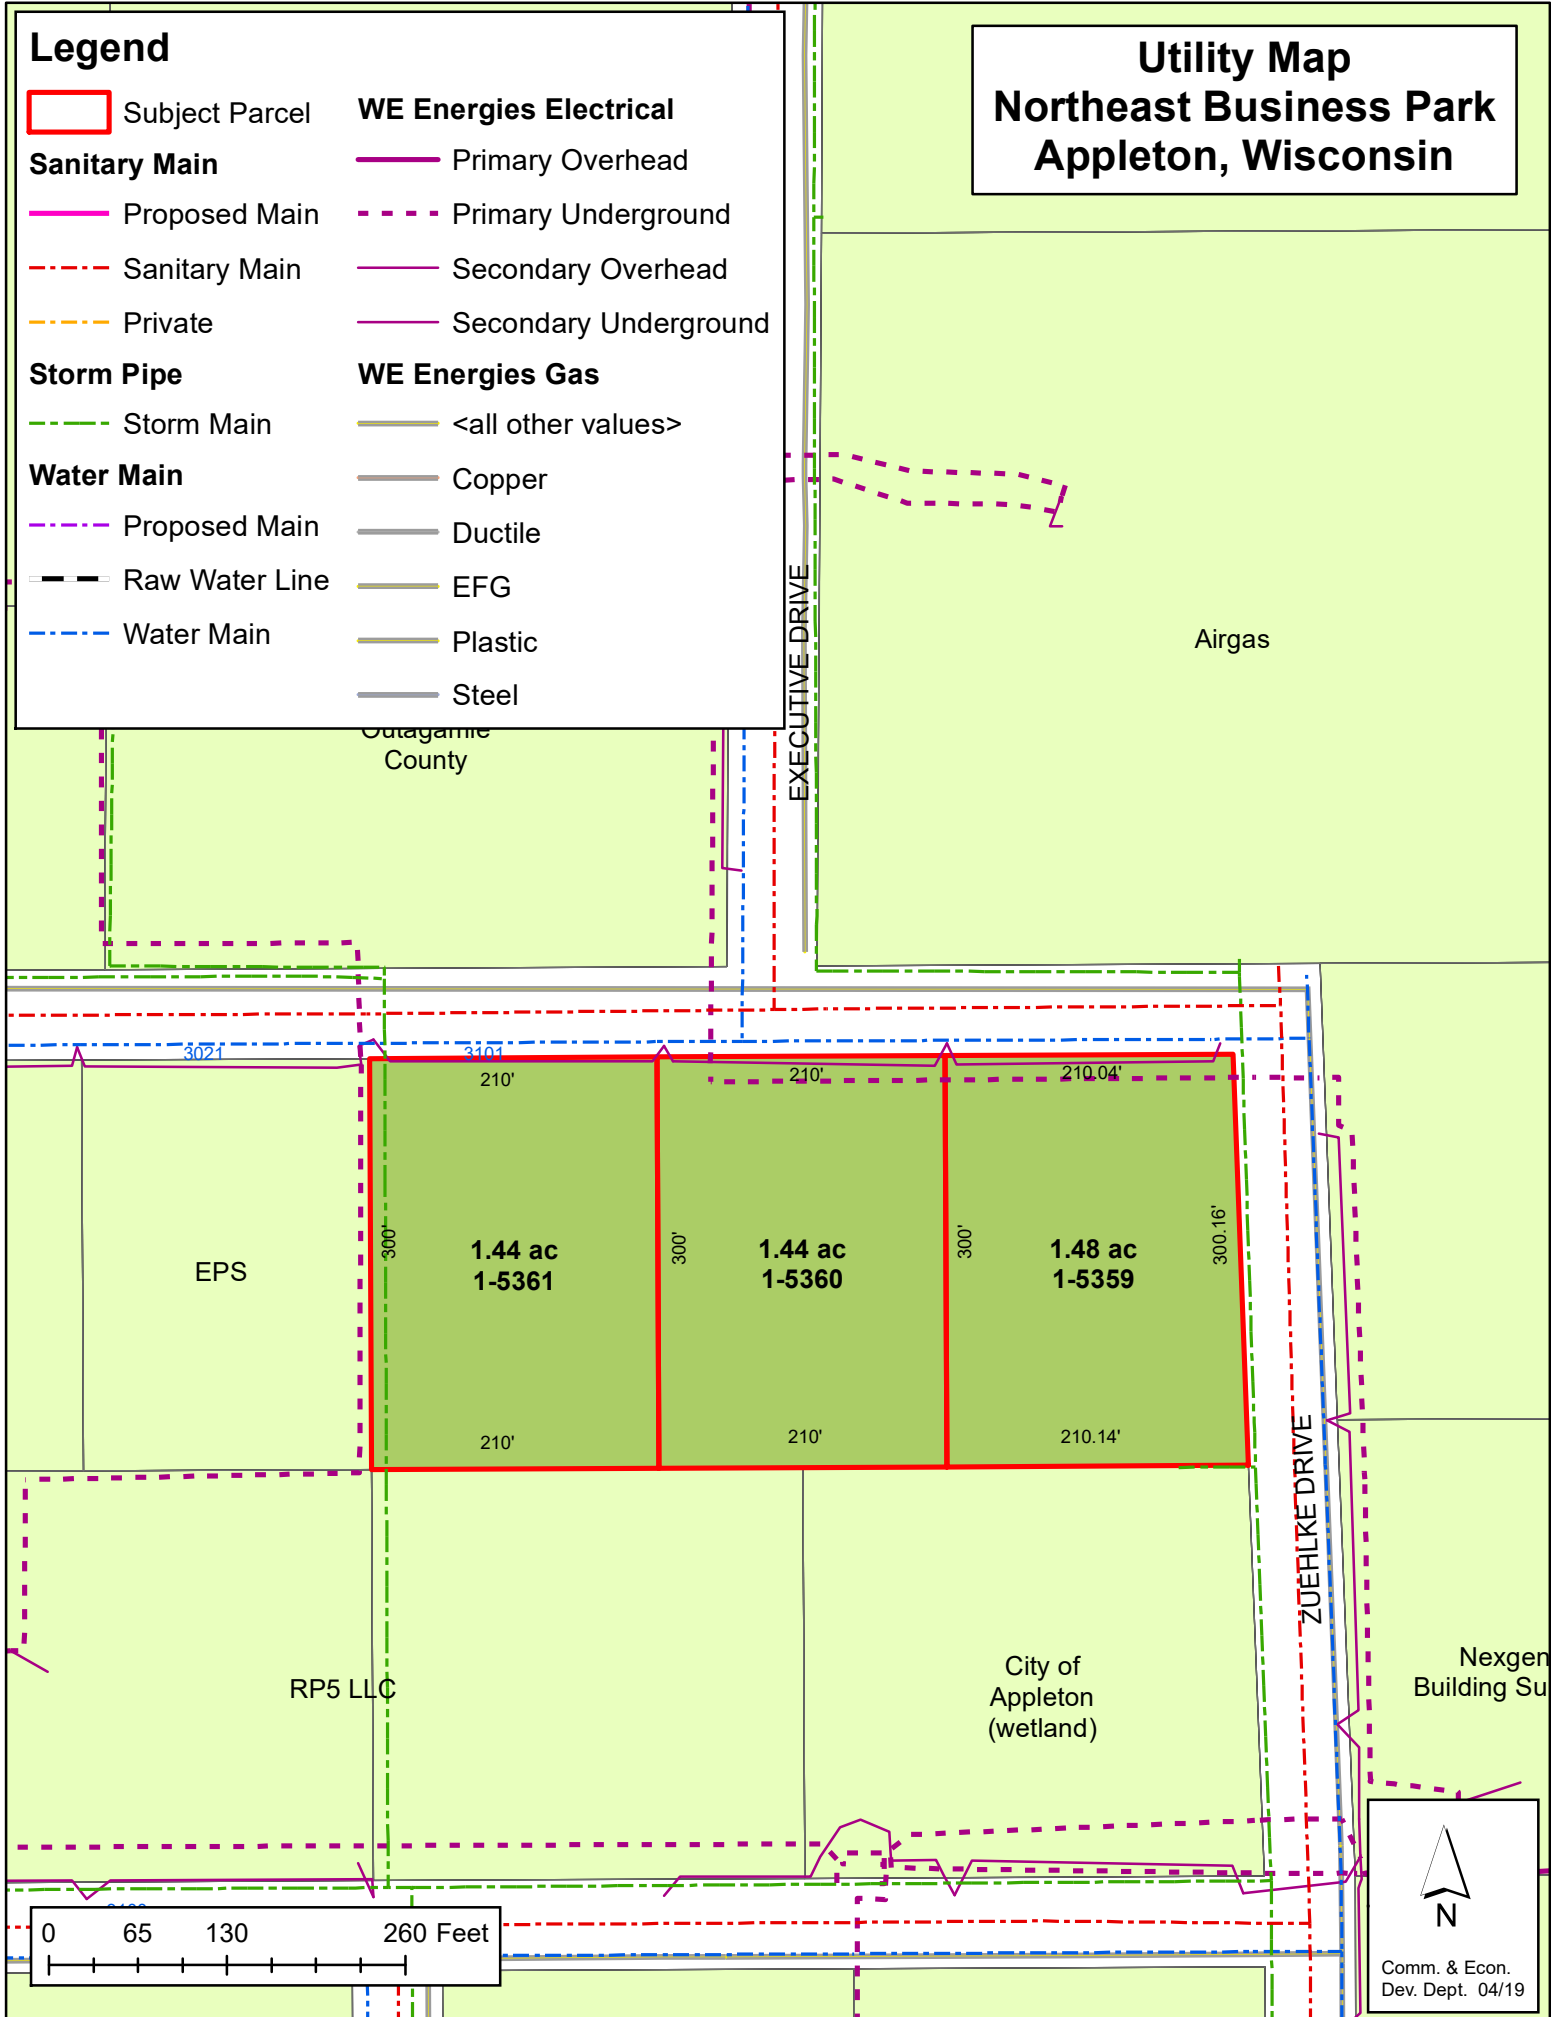 Legend
Subject Parcel
Sanitary Main
Proposed Main
Sanitary Main
Private
Storm Pipe
Storm Main
Water Main
Proposed Main
Raw Water Line
Water Main
WE Energies Electrical
Primary Overhead
Primary Underground
Secondary Overhead
Secondary Underground
WE Energies Gas
<all other values>
Copper
Ductile
EFG
Plastic
Steel
Utility Map
Northeast Business Park
Appleton, Wisconsin
EXECUTIVE DRIVE
Airgas
Outagamie
County
3021
3101
210'
210'
210.04'
300'
300'
300'
300.16'
EPS
1.44 ac
1-5361
1.44 ac
1-5360
1.48 ac
1-5359
210'
210'
210.14'
ZUEHLKE DRIVE
RP5 LLC
City of
Appleton
(wetland)
Nexgen
Building Su
0 65 130 260 Feet
N
Comm. & Econ.
Dev. Dept. 04/19